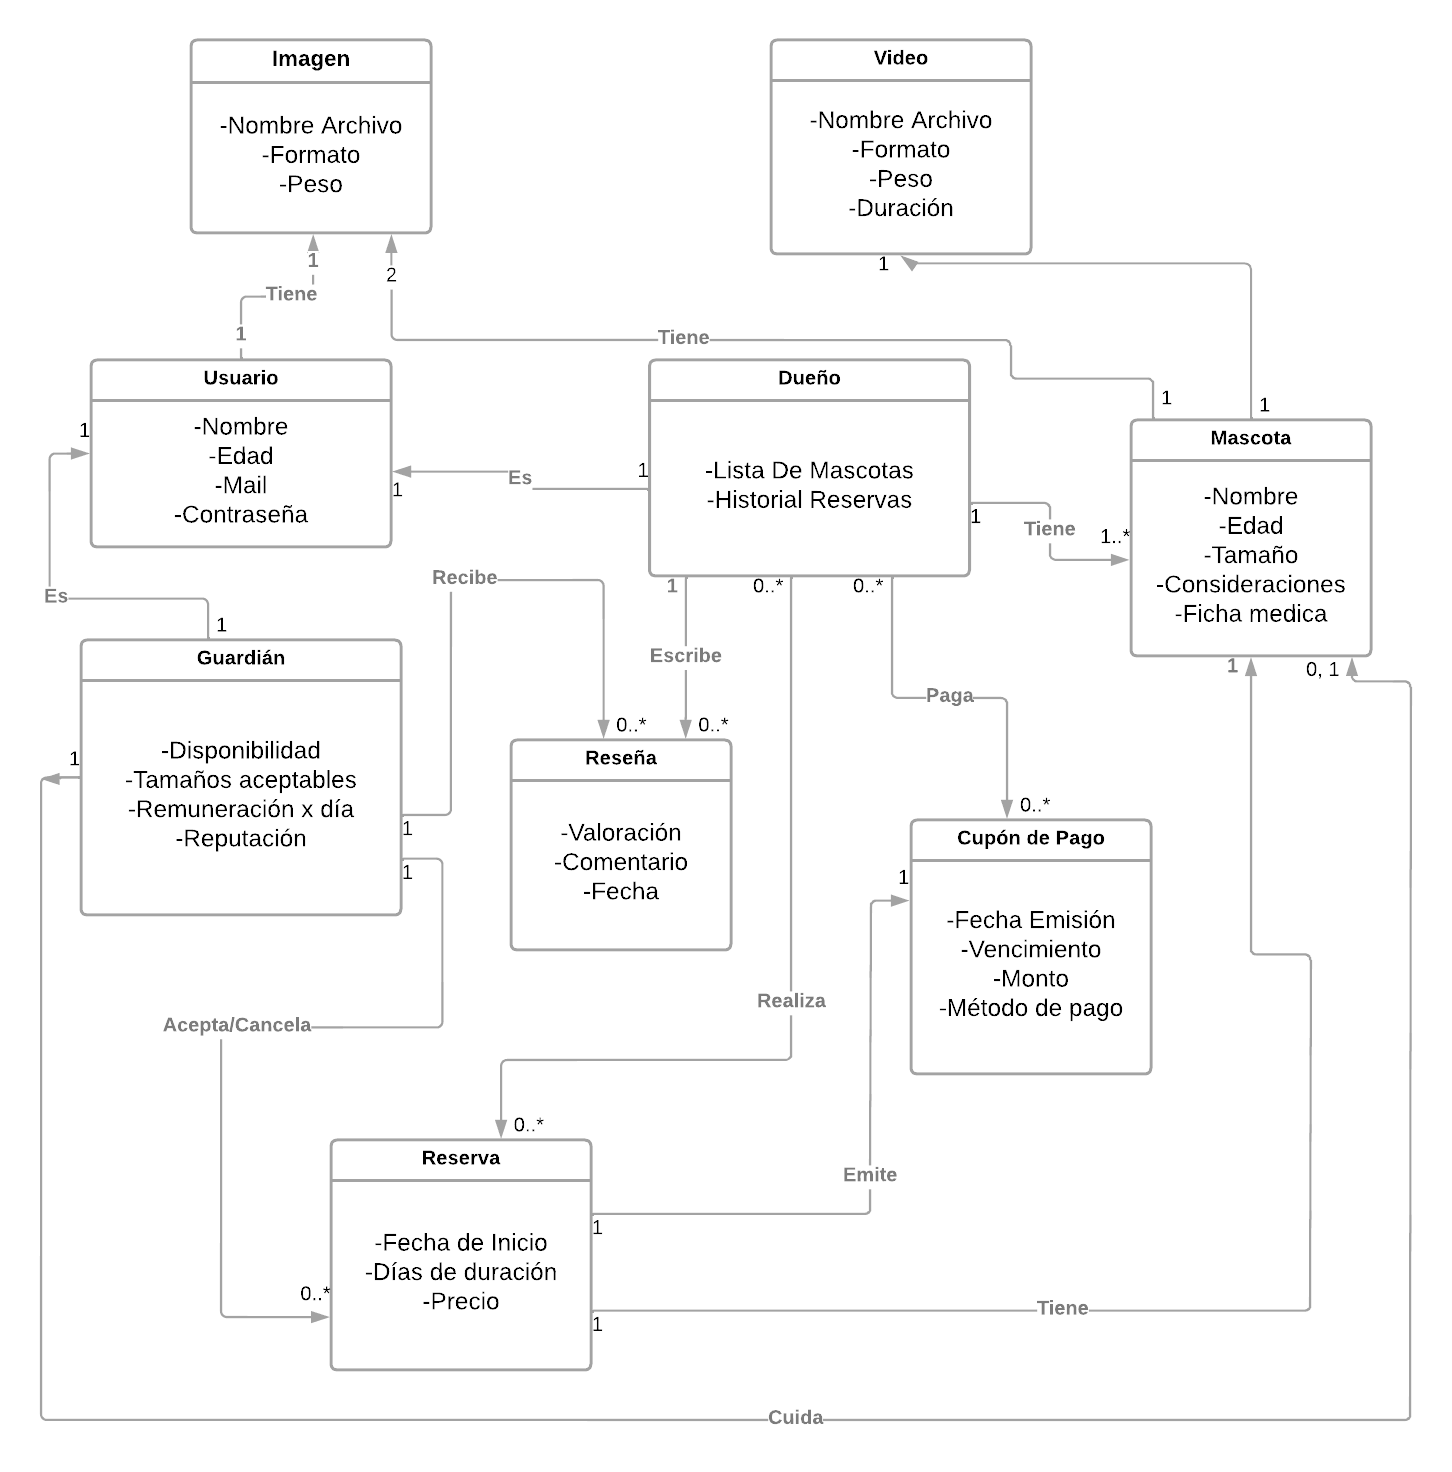 Imagen
-Nombre Archivo
-Formato
-Peso
Video
-Nombre Archivo
-Formato
-Peso
-Duración
1
2
1
Tiene
1
Tiene
1
1
Usuario
-Nombre
-Edad
-Mail
-Contraseña
1
1
Es
1
Dueño
-Lista De Mascotas
-Historial Reservas
1
Tiene
1..*
Mascota
-Nombre
-Edad
-Tamaño
-Consideraciones
-Ficha medica
Es
1
Recibe
1
0..*
0..*
Escribe
1
0, 1
Guardián
-Disponibilidad
-Tamaños aceptables
-Remuneración x día
-Reputación
1
1
1
0..*
0..*
Paga
Reseña
-Valoración
-Comentario
-Fecha
0..*
Cupón de Pago
-Fecha Emisión
-Vencimiento
-Monto
-Método de pago
1
Realiza
Acepta/Cancela
0..*
Emite
Reserva
-Fecha de Inicio
-Días de duración
-Precio
0..*
1
1
Tiene
Cuida